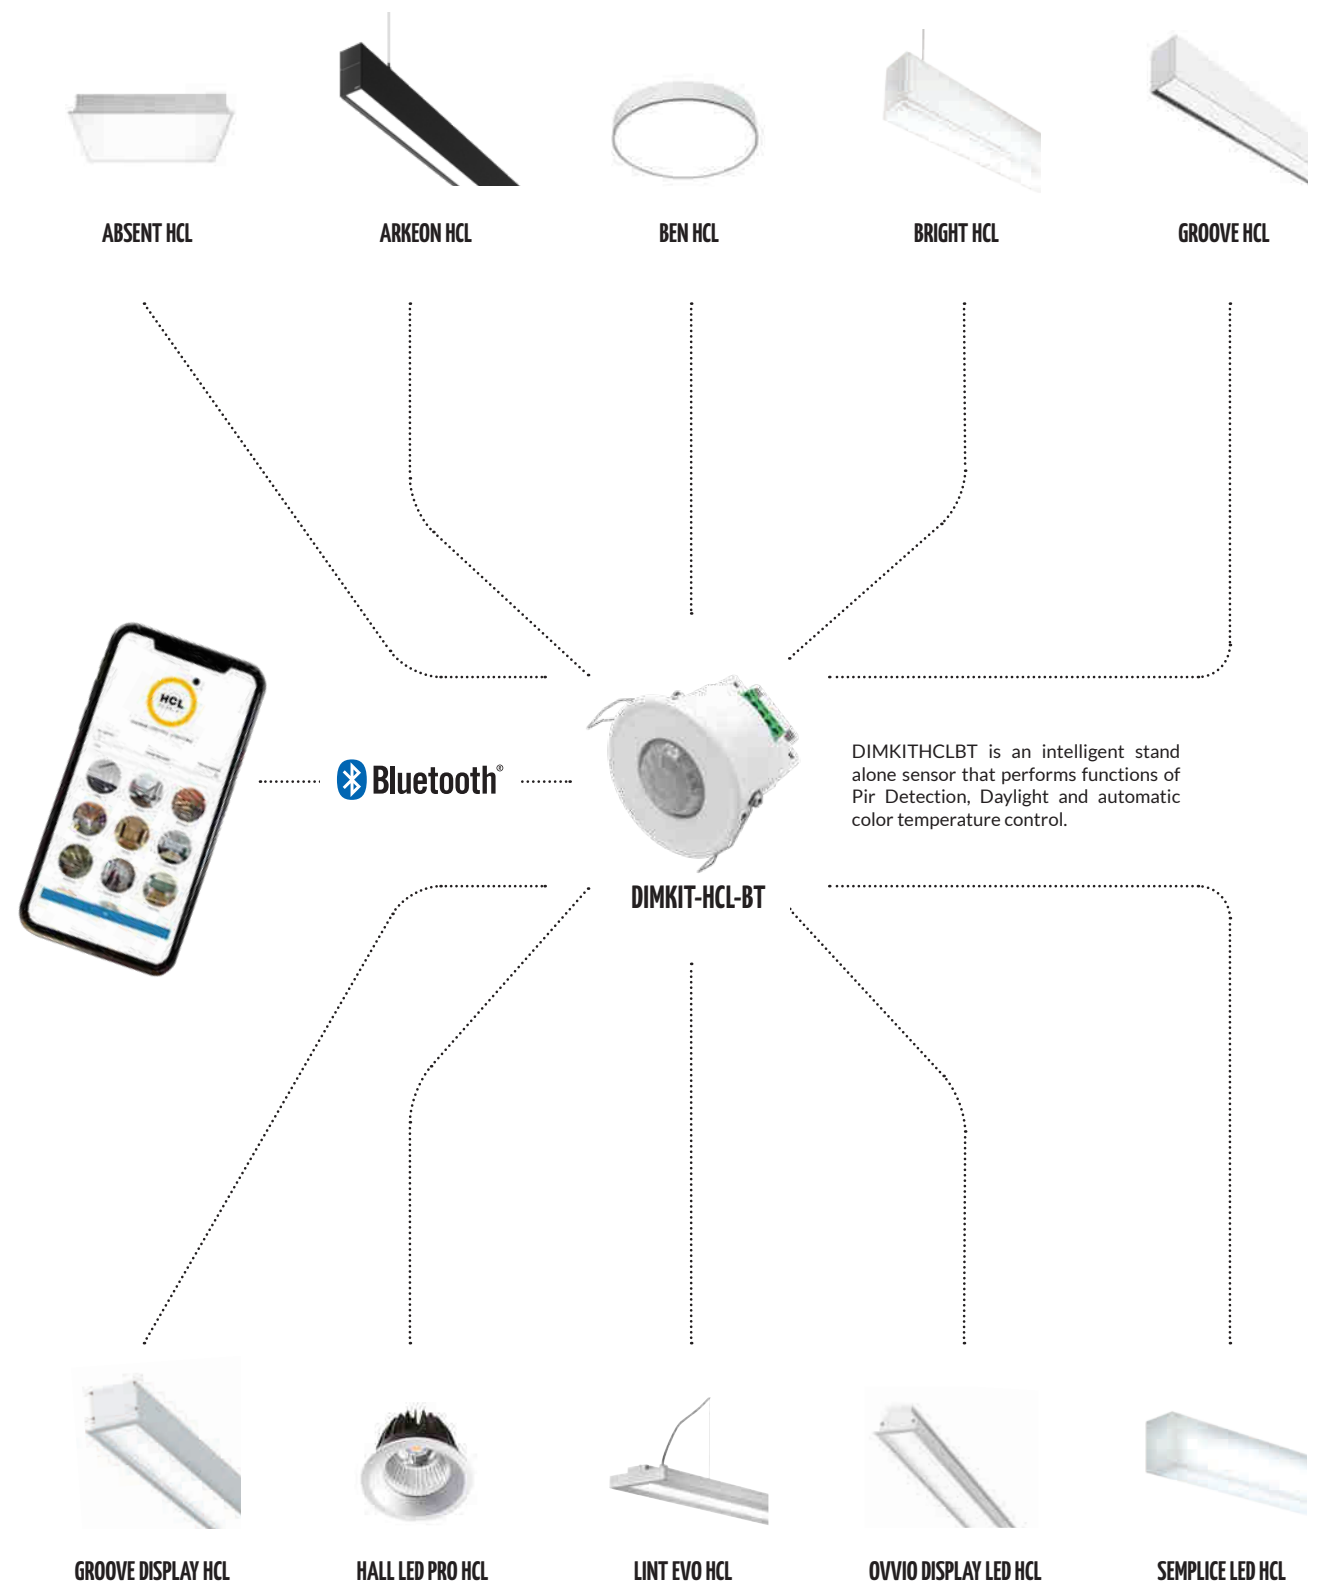 ABSENT HCL
ARKEON HCL
BEN HCL
BRIGHT HCL
GROOVE HCL
HCL
Bluetooth®
DIMKITHCLBT is an intelligent stand
alone sensor that performs functions of
Pir Detection, Daylight and automatic
color temperature control.
DIMKIT-HCL-BT
GROOVE DISPLAY HCL
HALL LED PRO HCL
LINT EVO HCL
OVVIO DISPLAY LED HCL
SEMPLICE LED HCL